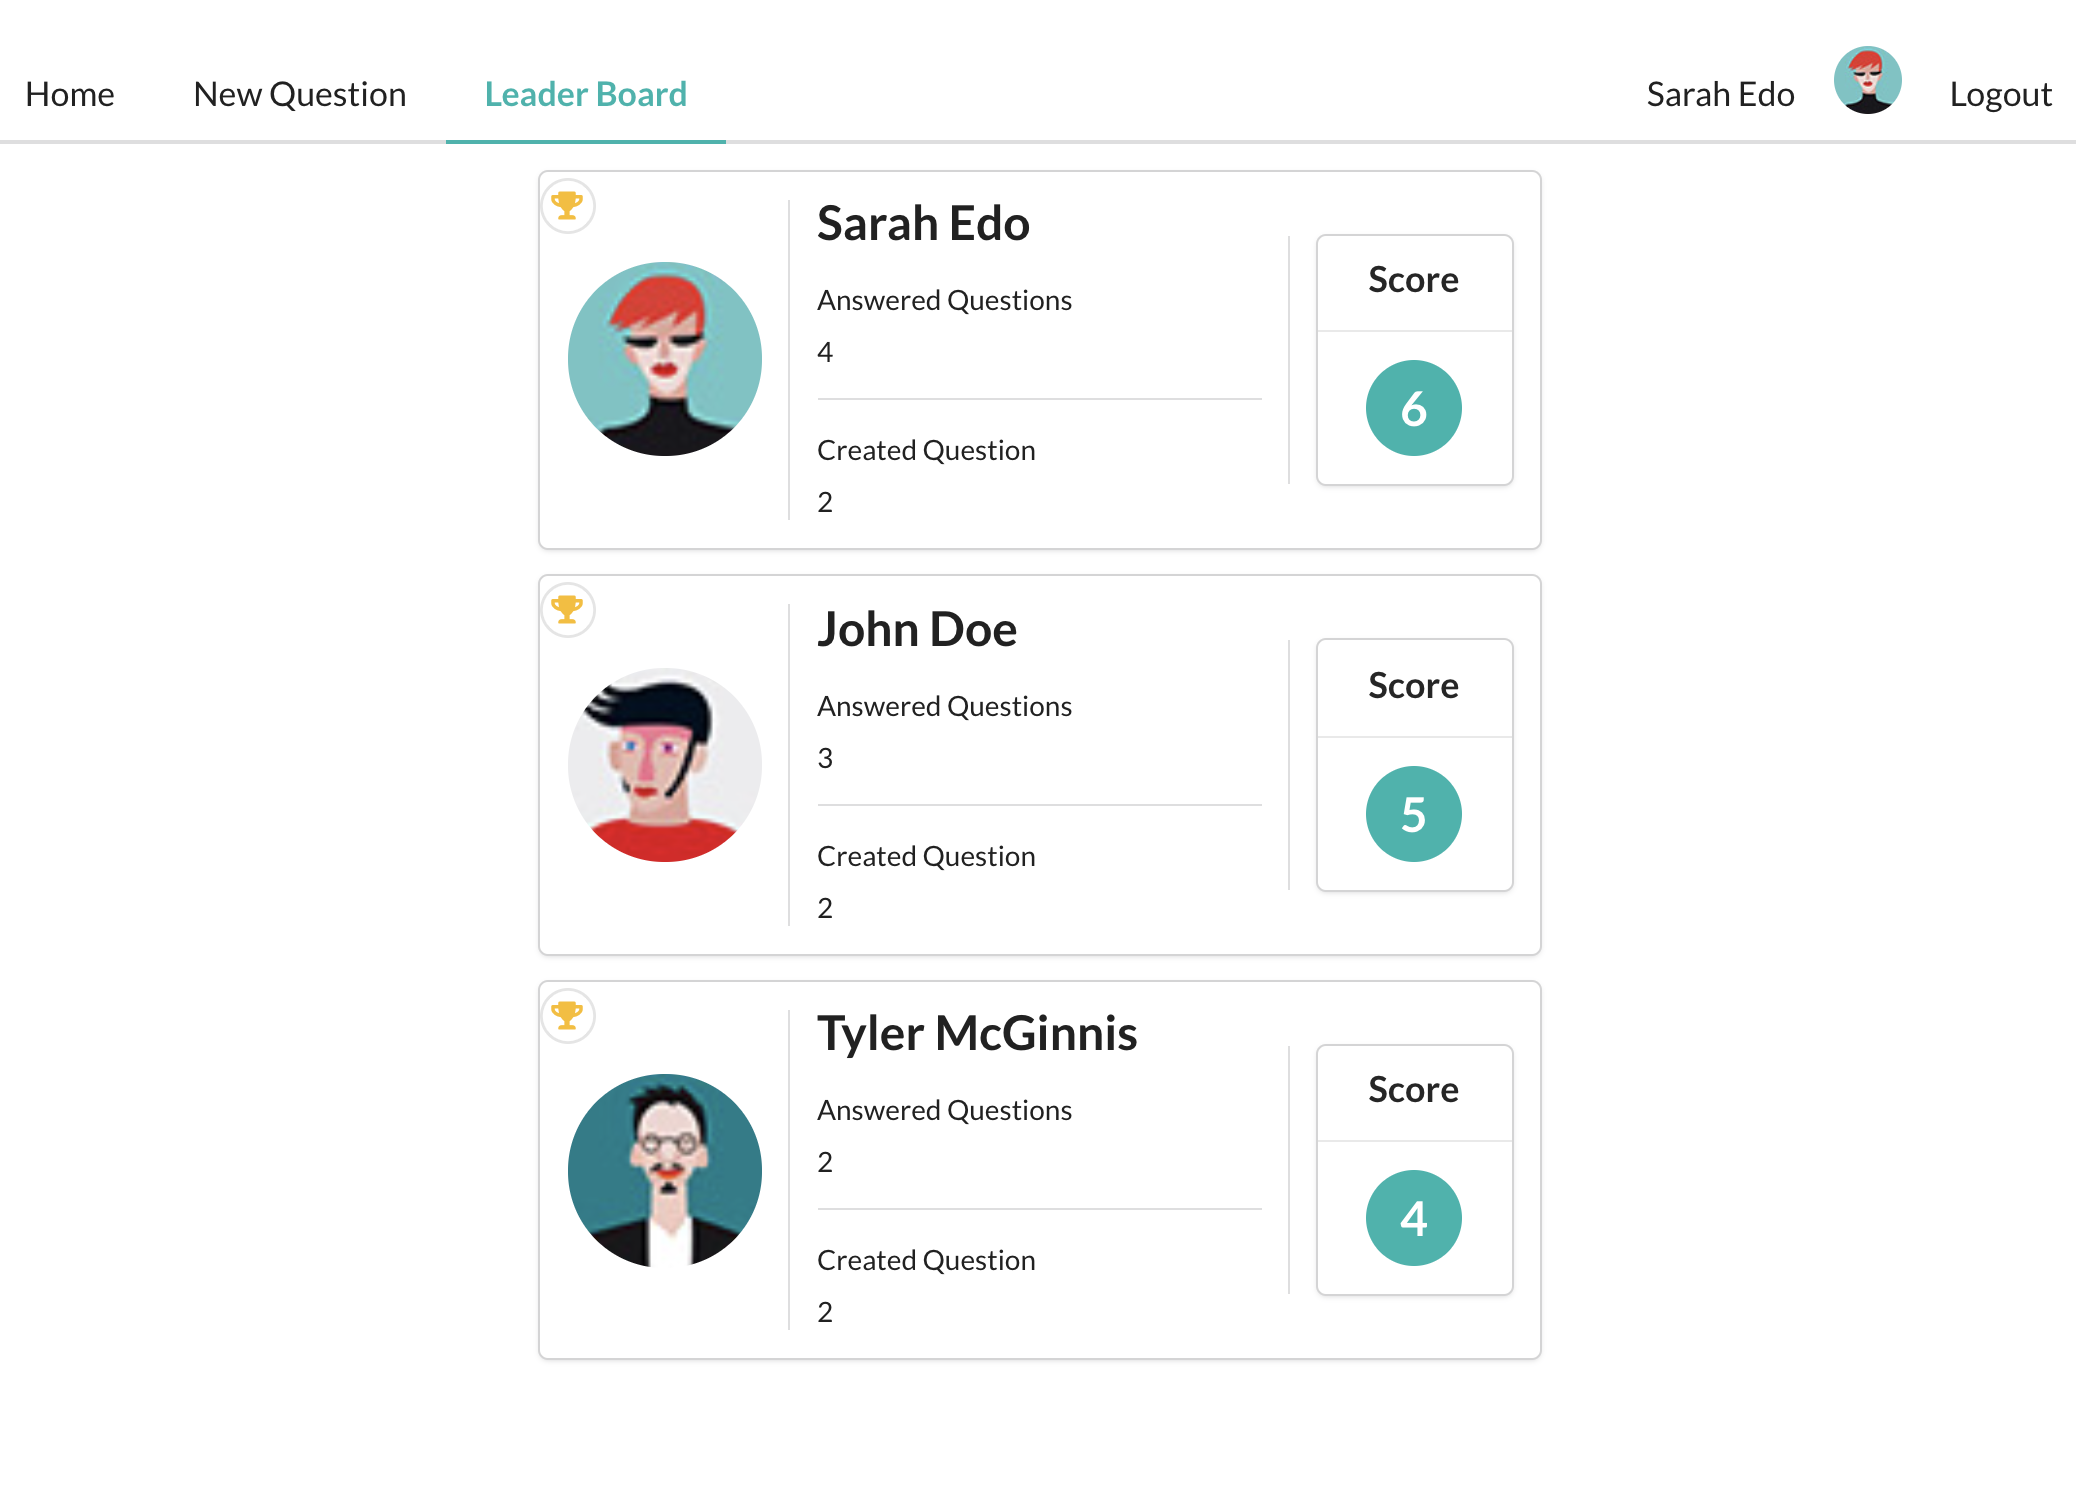 Home New Question Leader Board Sarah Edo Logout
Sarah Edo
Answered Questions
4
Created Question
2
Score
6
John Doe
Answered Questions
3
Created Question
2
Score
5
Tyler McGinnis
Answered Questions
2
Created Question
2
Score
4